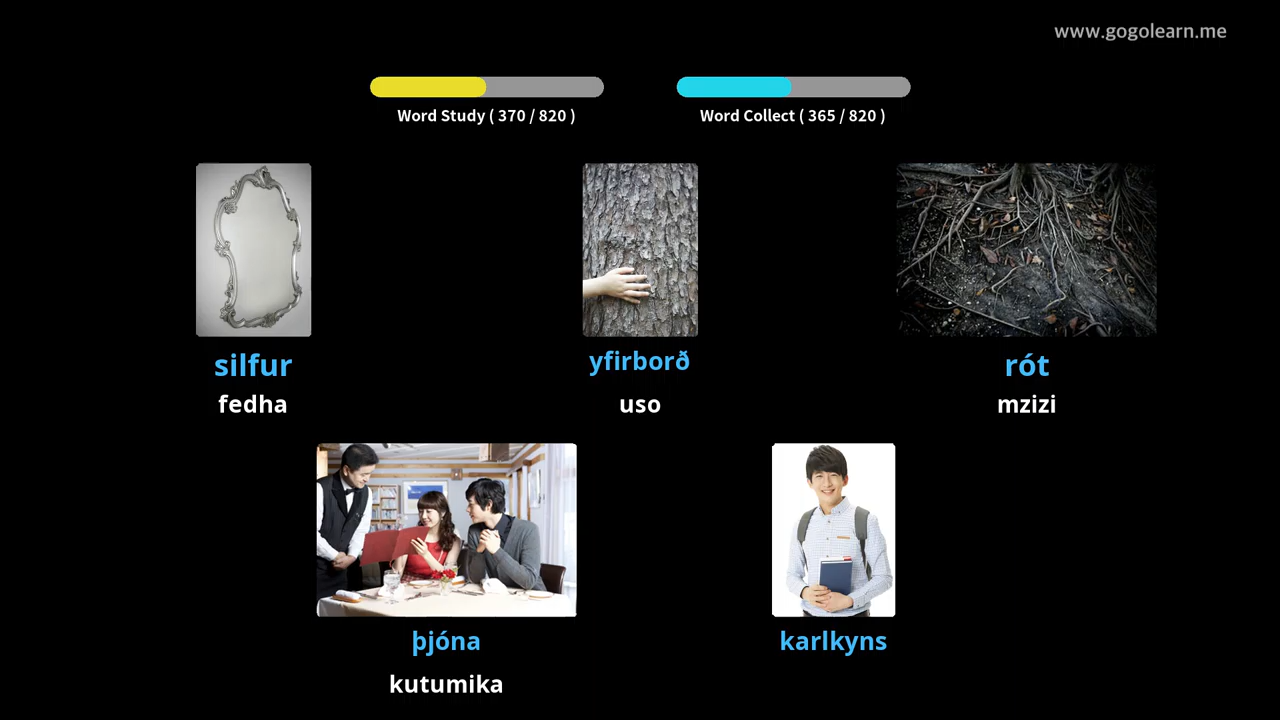 www.gogolearn.me
Word Study ( 370 / 820 )
Word Collect ( 365 / 820 )
silfur
fedha
yfirborð
uso
rót
mzizi
þjóna
kutumika
karlkyns